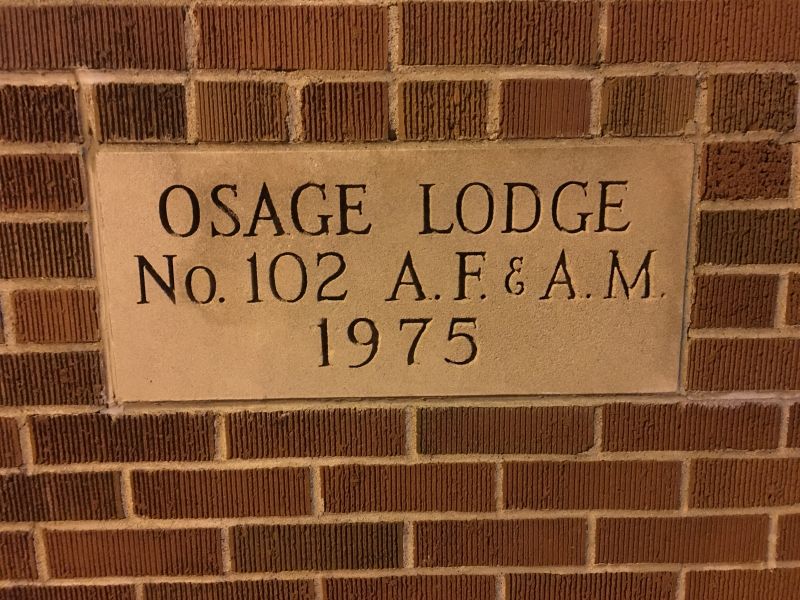 OSAGE LODGE
No. 102 A.F. & A.M.
1975